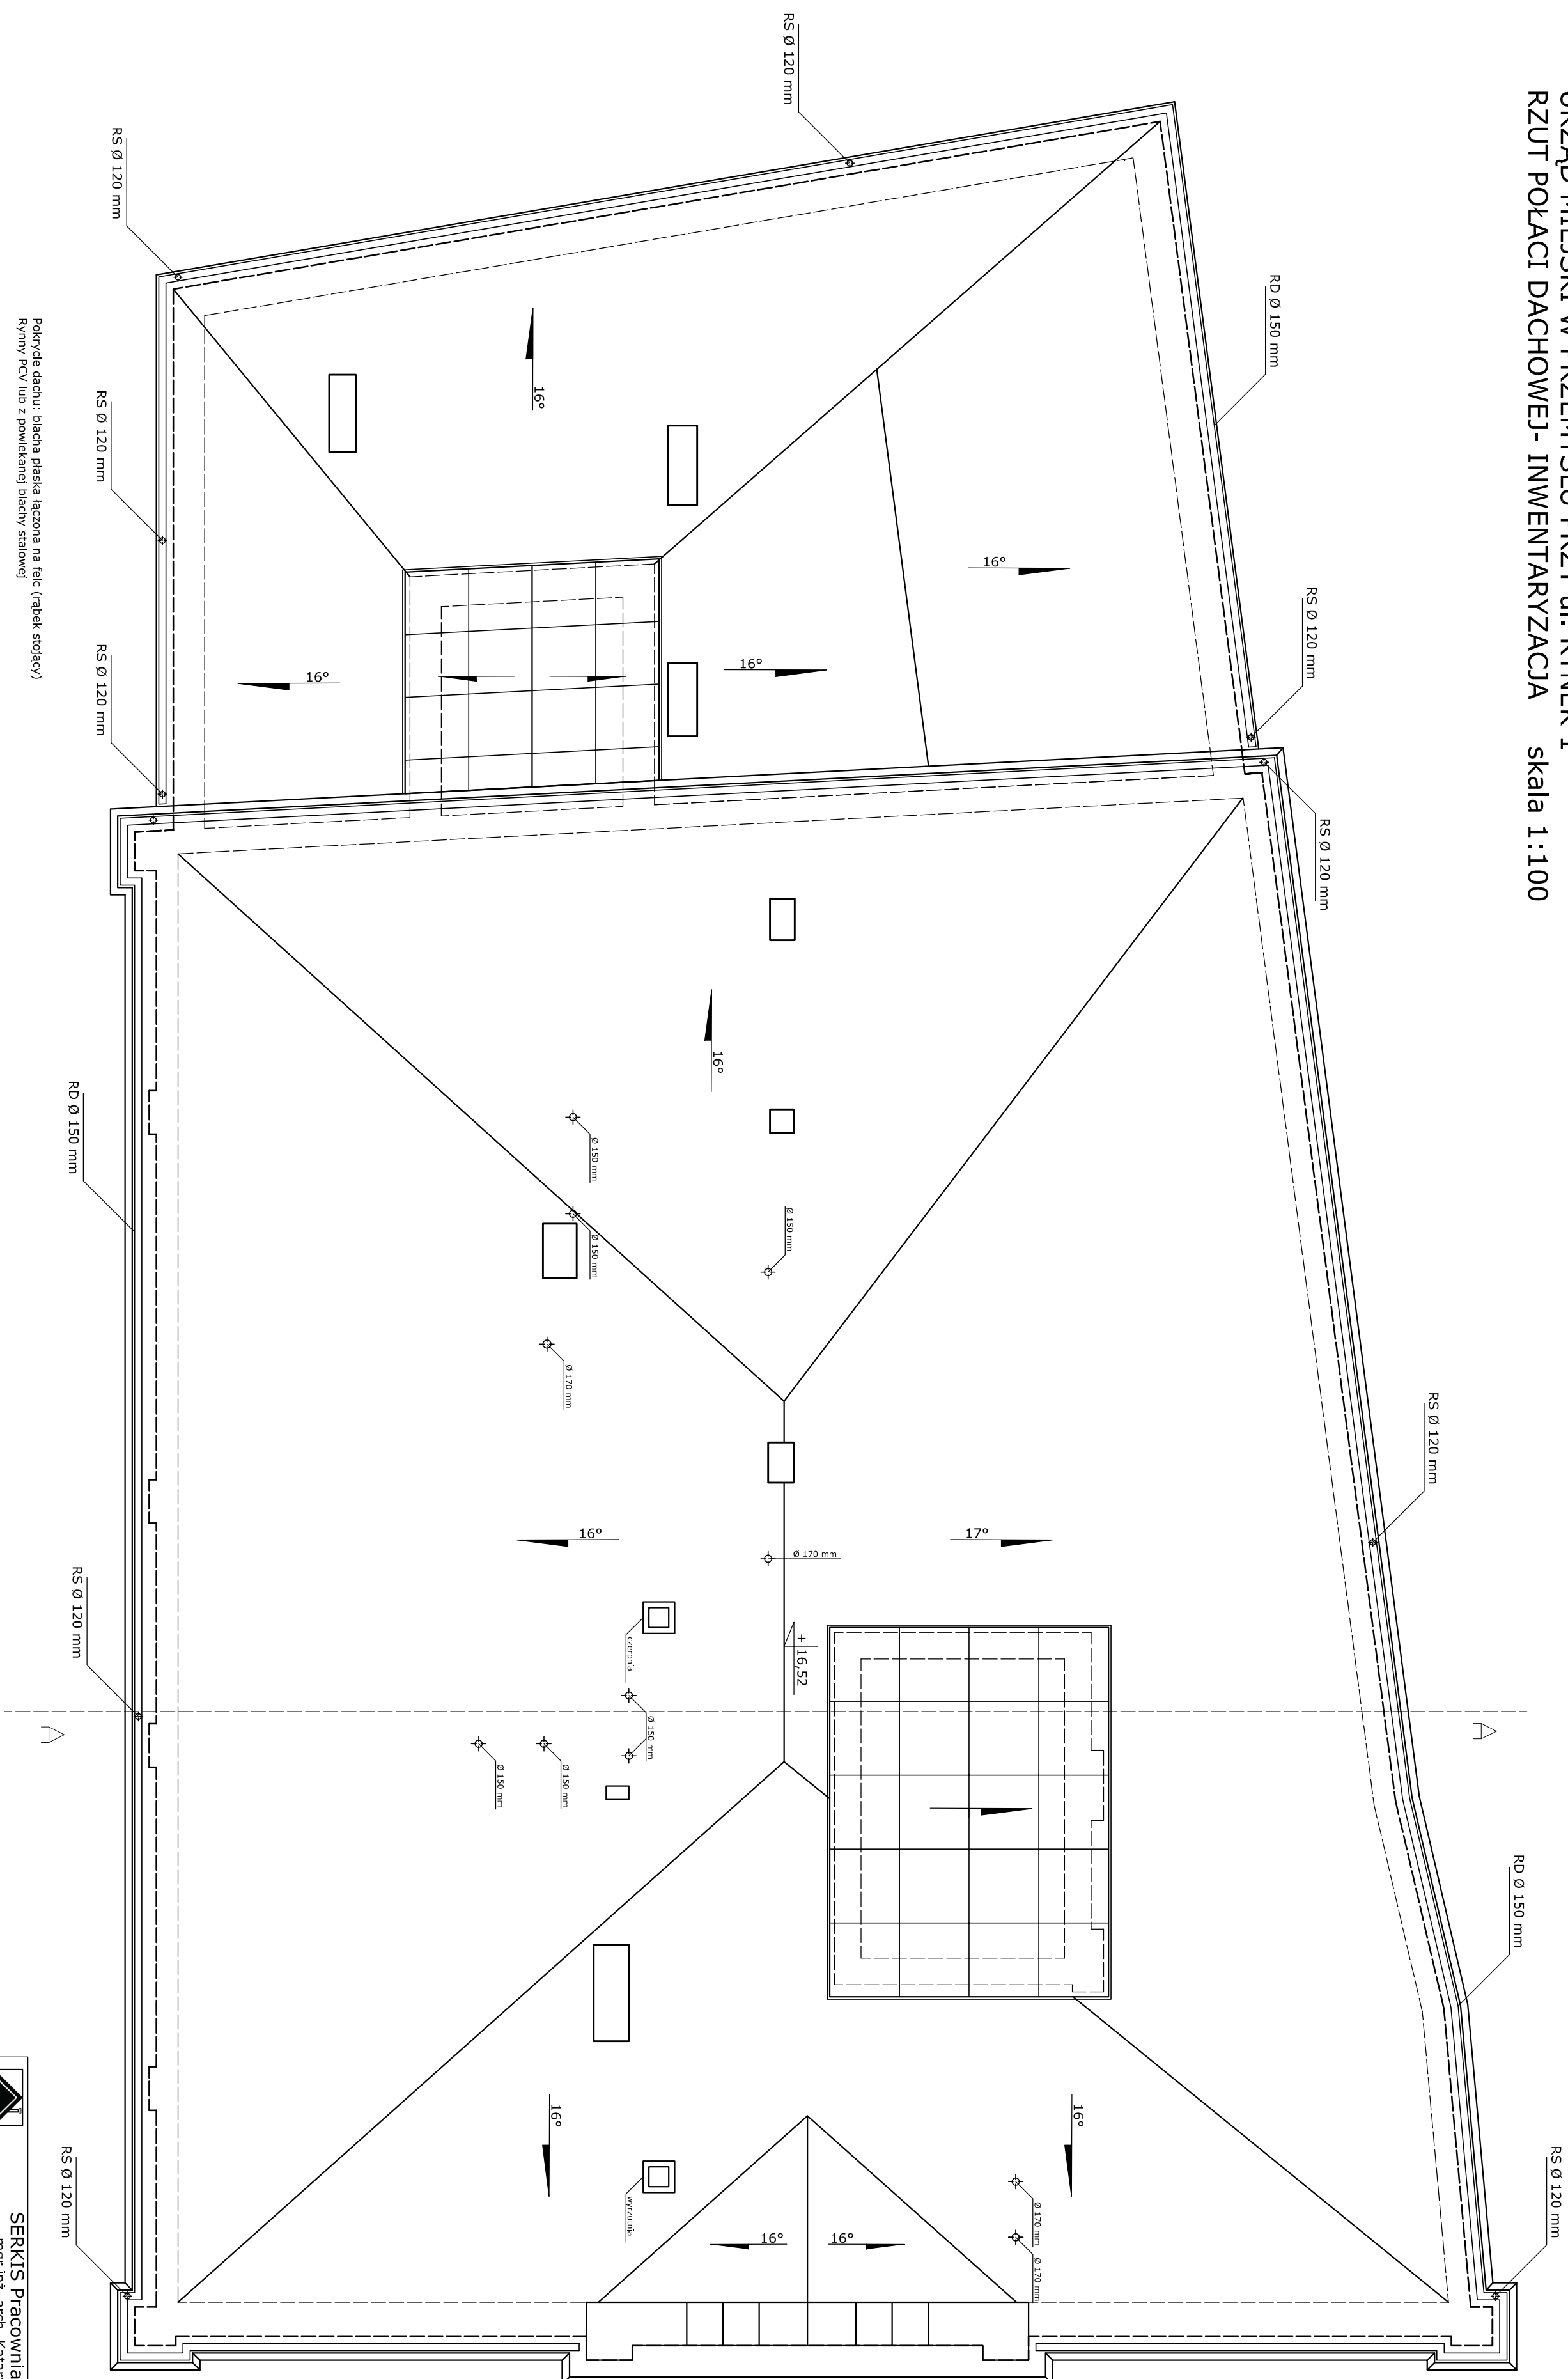 RZUT POŁACI DACHOWEJ- INWENTARYZACJA skala 1:100
RS Ø 120 mm
RS Ø 120 mm
RD Ø 150 mm
RS Ø 120 mm
RS Ø 120 mm
RS Ø 120 mm
RS Ø 120 mm
Pokrycie dachu: blacha płaska łączona na felc (rąbek stojący)
Rynny PCV lub z powlekanej blachy stalowej
16°
16°
16°
16°
16°
Ø 150 mm
Ø 150 mm
Ø 150 mm
Ø 170 mm
RD Ø 150 mm
RS Ø 120 mm
16°
17°
Ø 170 mm
+ 16,52
czerpnia
Ø 150 mm
Ø 150 mm
Ø 150 mm
RS Ø 120 mm
A
A
RD Ø 150 mm
16°
16°
wyrzutnia
16°
16°
Ø 170 mm
Ø 170 mm
RS Ø 120 mm
RS Ø 120 mm
SERKIS Pracownia